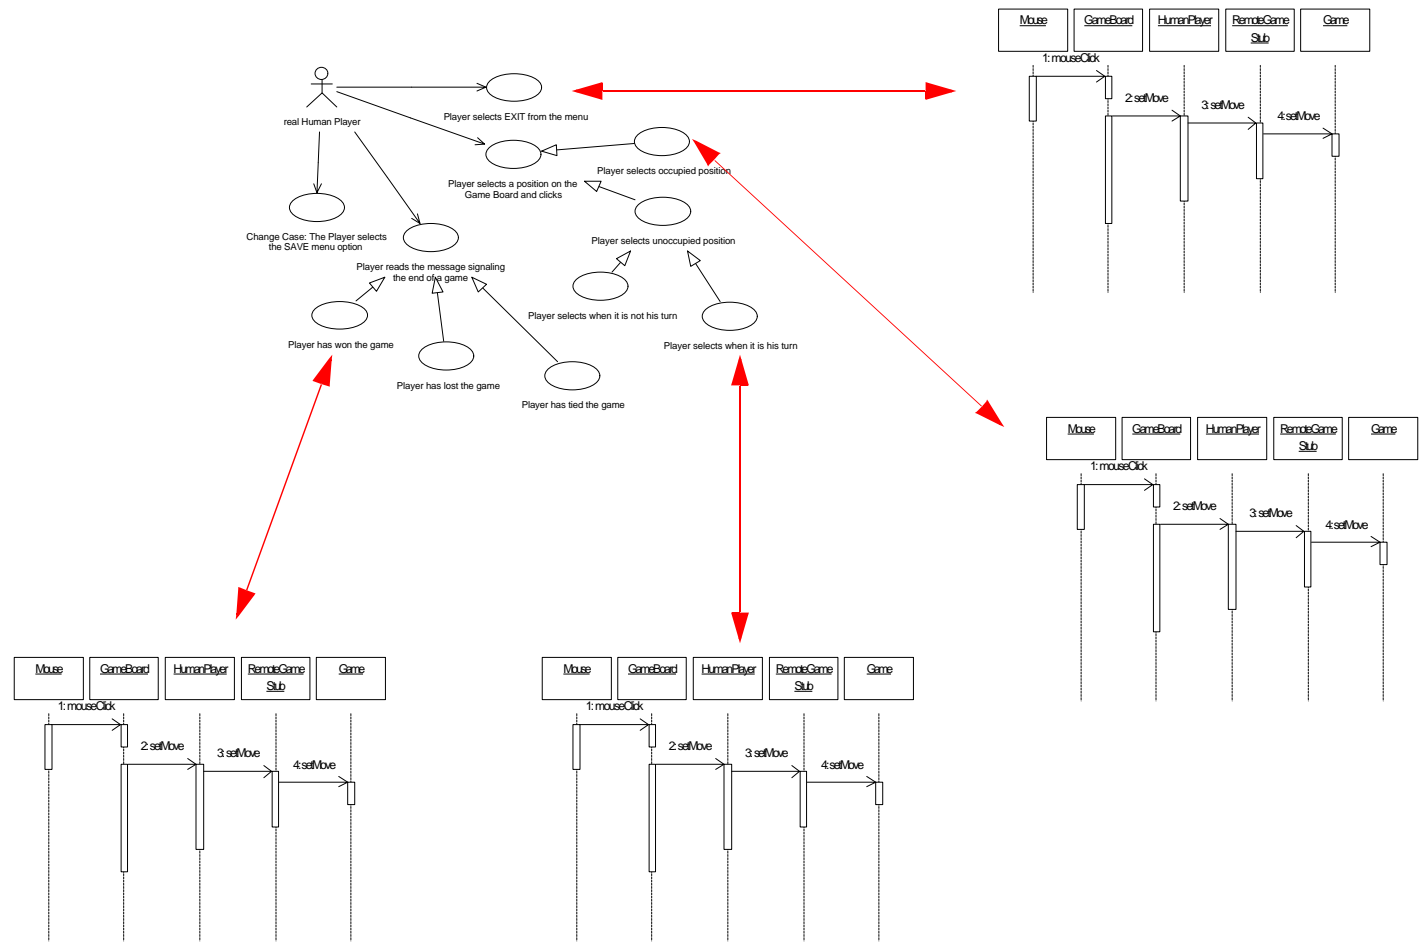 Mouse
GameBoard
HumanPlayer
RemoteGame
Stub
Game
1: mouseClick
2: setMove
3: setMove
4: setMove
real Human Player
Player selects EXIT from the menu
Player selects occupied position
Player selects a position on the
Game Board and clicks
Change Case: The Player selects
the SAVE menu option
Player selects unoccupied position
Player reads the message signaling
the end of a game
Player selects when it is not his turn
Player has won the game
Player selects when it is his turn
Player has lost the game
Player has tied the game
Mouse
GameBoard
HumanPlayer
RemoteGame
Stub
Game
1: mouseClick
2: setMove
3: setMove
4: setMove
Mouse
GameBoard
HumanPlayer
RemoteGame
Stub
Game
1: mouseClick
2: setMove
3: setMove
4: setMove
Mouse
GameBoard
HumanPlayer
RemoteGame
Stub
Game
1: mouseClick
2: setMove
3: setMove
4: setMove